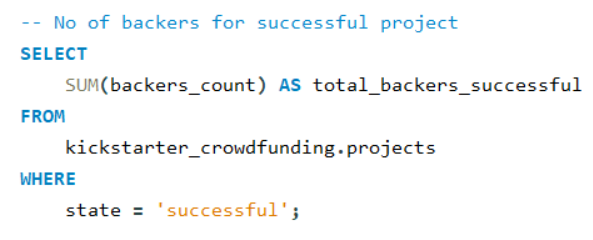 -- No of backers for successful project
SELECT
SUM(backers_count) AS total_backers_successful
FROM
kickstarter_crowdfunding.projects
WHERE
state = 'successful';